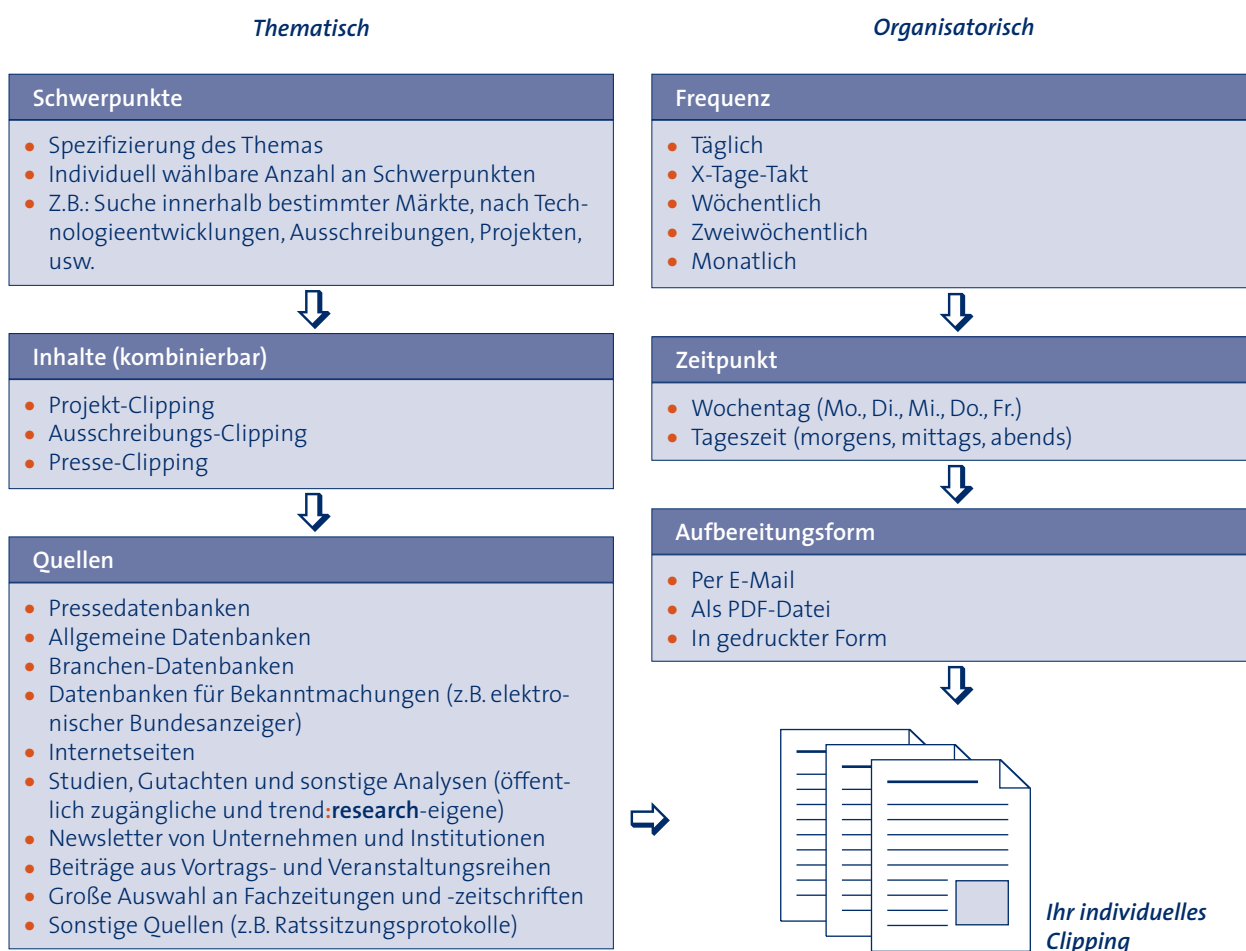 Thematisch
Schwerpunkte
• Spezifizierung des Themas
• Individuell wählbare Anzahl an Schwerpunkten
• Z.B.: Suche innerhalb bestimmter Märkte, nach Tech-
nologieentwicklungen, Ausschreibungen, Projekten,
usw.
Inhalte (kombinierbar)
• Projekt-Clipping
• Ausschreibungs-Clipping
• Presse-Clipping
Quellen
• Pressedatenbanken
• Allgemeine Datenbanken
• Branchen-Datenbanken
• Datenbanken für Bekanntmachungen (z.B. elektro-
nischer Bundesanzeiger)
• Internetseiten
• Studien, Gutachten und sonstige Analysen (öffent-
lich zugängliche und trend:research-eigene)
• Newsletter von Unternehmen und Institutionen
• Beiträge aus Vortrags- und Veranstaltungsreihen
• Große Auswahl an Fachzeitungen und -zeitschriften
• Sonstige Quellen (z.B. Ratssitzungsprotokolle)
Organisatorisch
Frequenz
• Täglich
• X-Tage-Takt
• Wöchentlich
• Zweiwöchentlich
• Monatlich
Zeitpunkt
• Wochentag (Mo., Di., Mi., Do., Fr.)
• Tageszeit (morgens, mittags, abends)
Aufbereitungsform
• Per E-Mail
• Als PDF-Datei
• In gedruckter Form
Ihr individuelles
Clipping